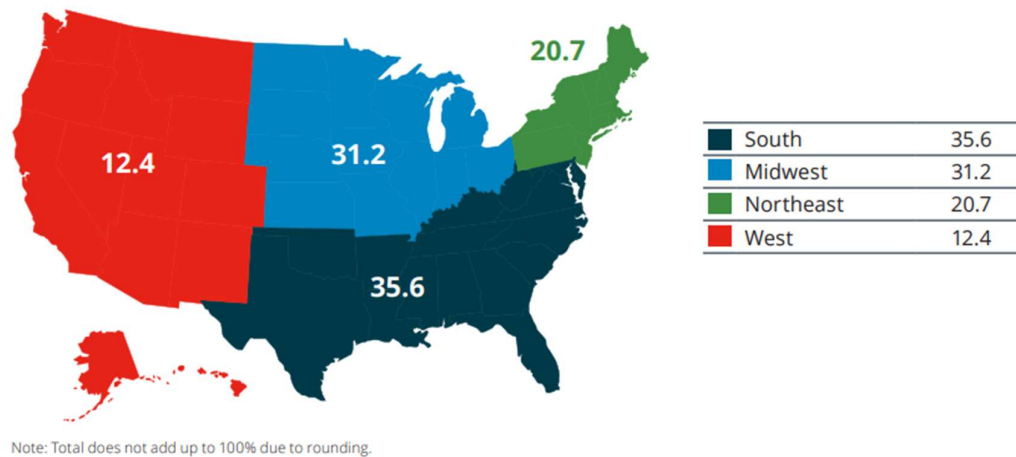 20.7
12.4
31.2
35.6
South 35.6
Midwest 31.2
Northeast 20.7
West 12.4
Note: Total does not add up to 100% due to rounding.